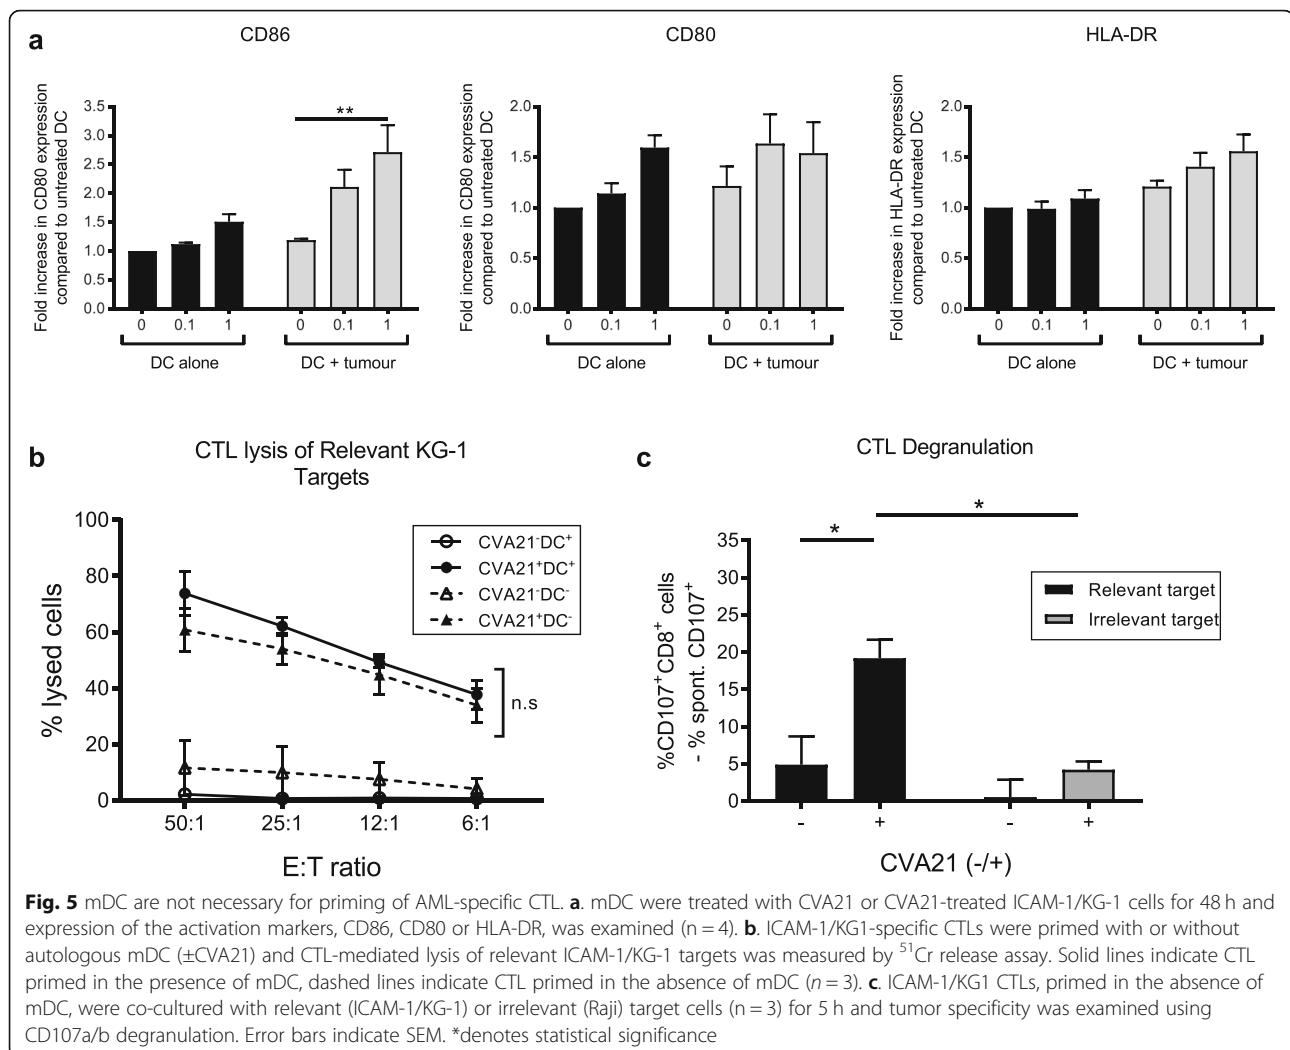 a
CD86
CD80
HLA-DR
Fold increase in CD80 expression
compared to untreated DC
3.5
3.0
2.5
2.0
1.5
1.0
0.5
0.0
**
0 0.1 1 0 0.1 1
DC alone DC + tumour
Fold increase in CD80 expression
compared to untreated DC
2.0
1.5
1.0
0.5
0.0
0 0.1 1 0 0.1 1
DC alone DC + tumour
Fold increase in HLA-DR expression
compared to untreated DC
2.0
1.5
1.0
0.5
0.0
0 0.1 1 0 0.1 1
DC alone DC + tumour
b
CTL lysis of Relevant KG-1
Targets
% lysed cells
100
80
60
40
20
0
CVA21⁻DC⁺
CVA21⁺DC⁺
CVA21⁻DC⁻
CVA21⁺DC⁻
n.s
50:1 25:1 12:1 6:1
E:T ratio
c
CTL Degranulation
%CD107⁺CD8⁺ cells
- % spont. CD107⁺
35
30
25
20
15
10
5
0
*
*
Relevant target
Irrelevant target
- + - +
CVA21 (-/+)
Fig. 5 mDC are not necessary for priming of AML-specific CTL. a. mDC were treated with CVA21 or CVA21-treated ICAM-1/KG-1 cells for 48 h and
expression of the activation markers, CD86, CD80 or HLA-DR, was examined (n = 4). b. ICAM-1/KG1-specific CTLs were primed with or without
autologous mDC (±CVA21) and CTL-mediated lysis of relevant ICAM-1/KG-1 targets was measured by ⁵¹Cr release assay. Solid lines indicate CTL
primed in the presence of mDC, dashed lines indicate CTL primed in the absence of mDC (n = 3). c. ICAM-1/KG1 CTLs, primed in the absence of
mDC, were co-cultured with relevant (ICAM-1/KG-1) or irrelevant (Raji) target cells (n = 3) for 5 h and tumor specificity was examined using
CD107a/b degranulation. Error bars indicate SEM. *denotes statistical significance